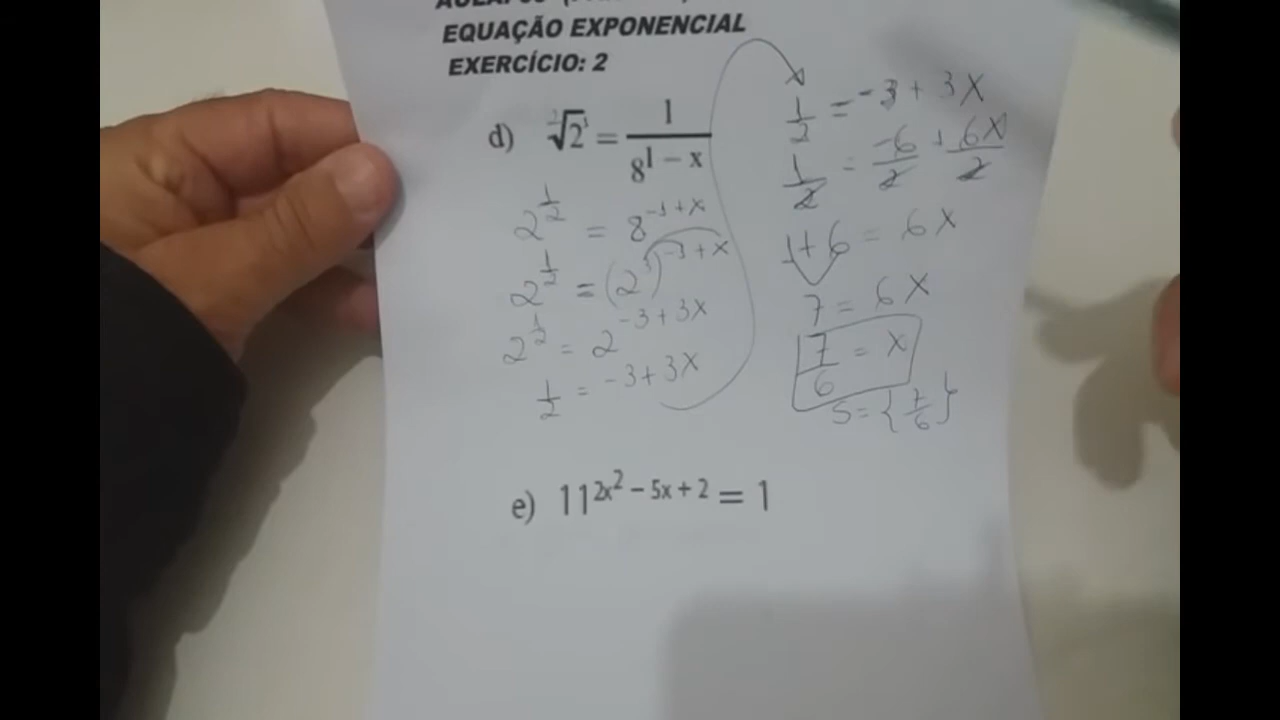 EQUAÇÃO EXPONENCIAL
EXERCÍCIO: 2
d) ²√2¹ = 1/8^(1 – x)
2^(1/2) = 8^(-1+x)
2^(1/2) = (2³)^(-1+x)
2^(1/2) = 2^(-3+3x)
1/2 = -3+3x
1/2 = -3+3x
1/2 = -6/2 + 6x/2
1+6 = 6x
7 = 6x
7/6 = x
S={7/6}
e) 11^(2x² – 5x + 2) = 1